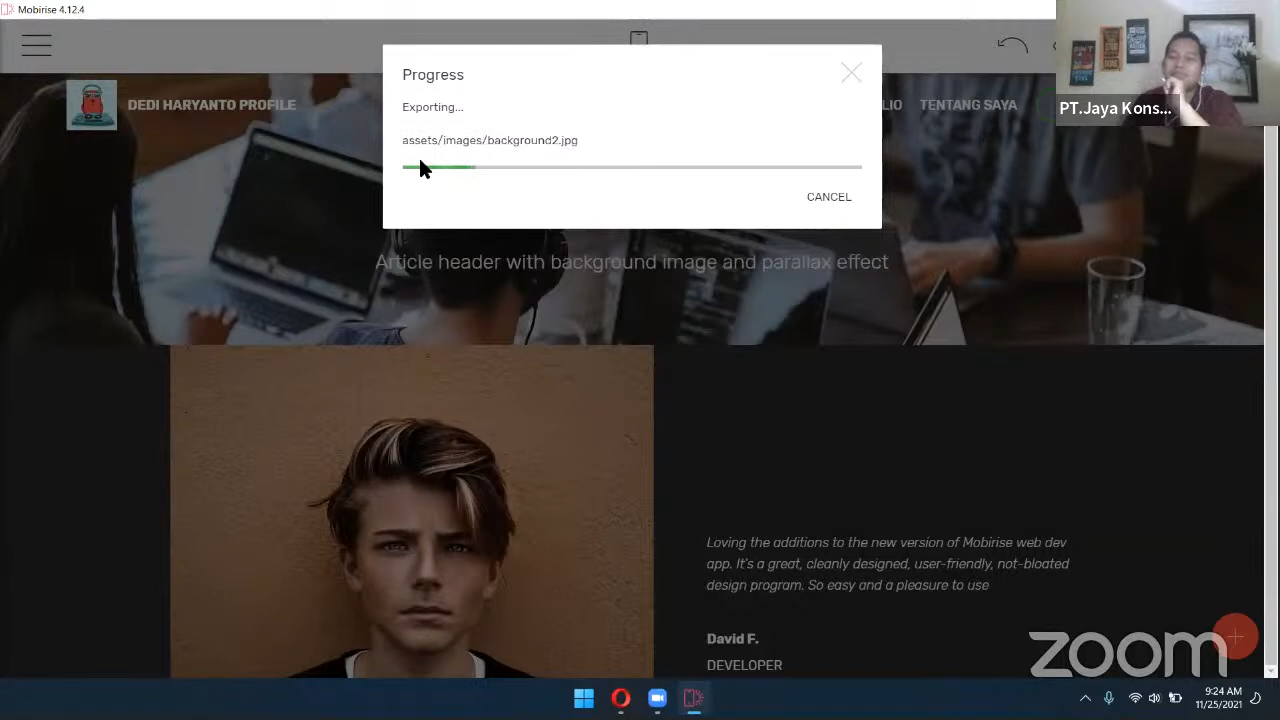 Mobirise 4.12.4
Progress
Exporting...
assets/images/background2.jpg
CANCEL
DEDI HARYANTO PROFILE
LIO
TENTANG SAYA
PT.Jaya Kons...
Article header with background image and parallax effect
Loving the additions to the new version of Mobirise web dev
app. It's a great, cleanly designed, user-friendly, not-bloated
design program. So easy and a pleasure to use
David F.
DEVELOPER
zoom
9:24 AM
11/25/2021